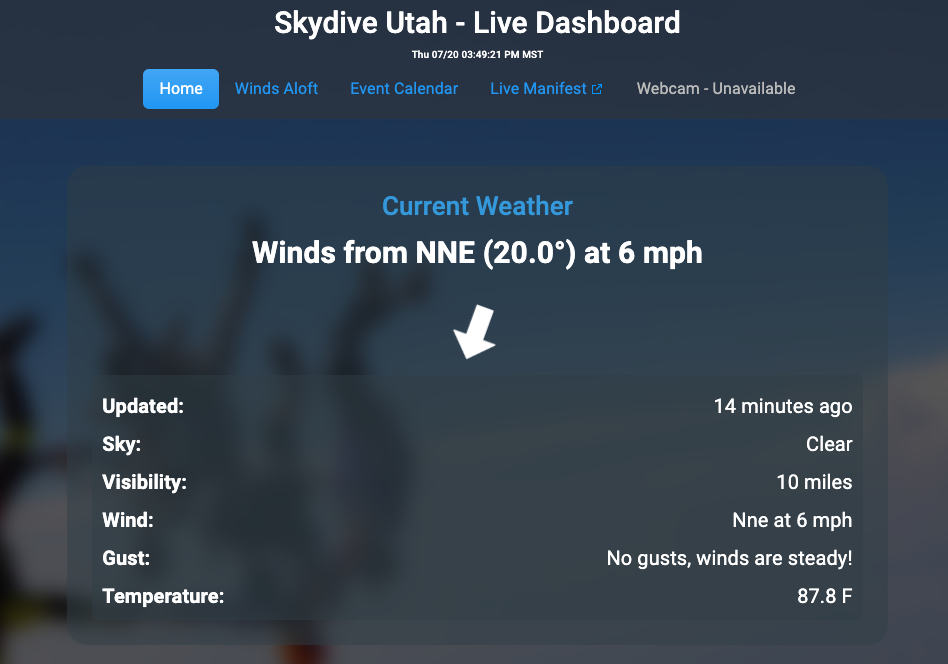 Skydive Utah - Live Dashboard
Thu 07/20 03:49:21 PM MST
Home Winds Aloft Event Calendar Live Manifest Webcam - Unavailable
Current Weather
Winds from NNE (20.0°) at 6 mph
Updated: 14 minutes ago
Sky: Clear
Visibility: 10 miles
Wind: Nne at 6 mph
Gust: No gusts, winds are steady!
Temperature: 87.8 F